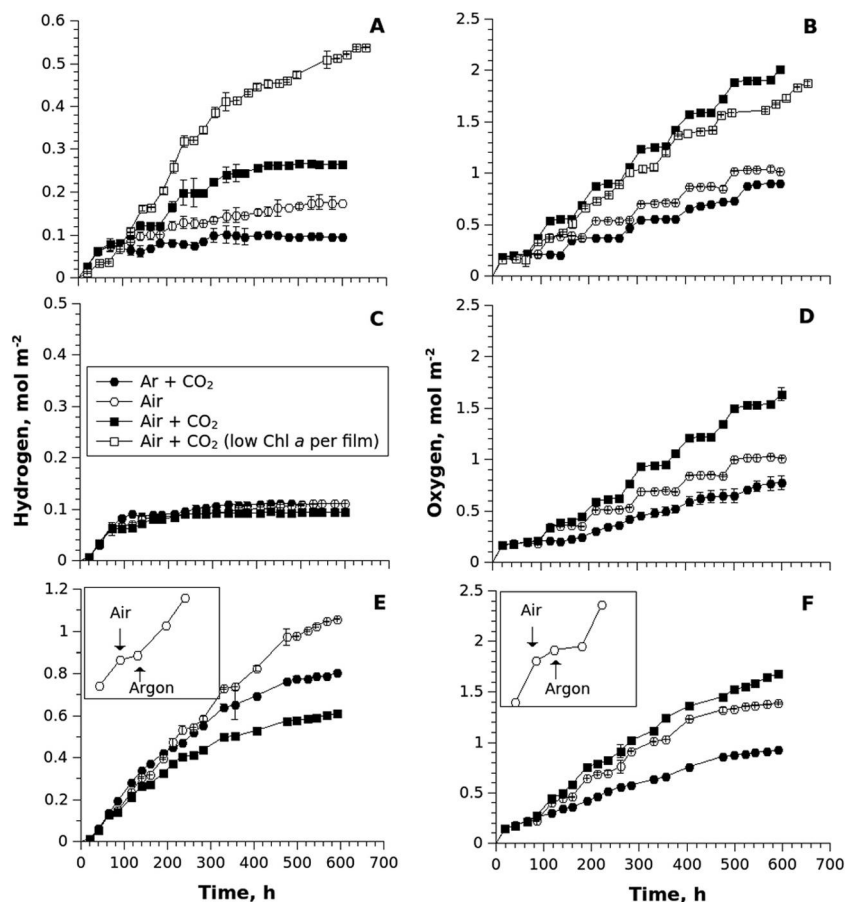 A
0.6
0.5
0.4
0.3
0.2
0.1
0
B
2.5
2
1.5
1
0.5
0
C
0.5
0.4
0.3
0.2
0.1
0
Ar + CO₂
Air
Air + CO₂
Air + CO₂ (low Chl a per film)
D
2.5
2
1.5
1
0.5
0
Hydrogen, mol m⁻²
Oxygen, mol m⁻²
E
1.2
1
0.8
0.6
0.4
0.2
0
Air
Argon
0 100 200 300 400 500 600 700
Time, h
F
2.5
2
1.5
1
0.5
0
Air
Argon
0 100 200 300 400 500 600 700
Time, h